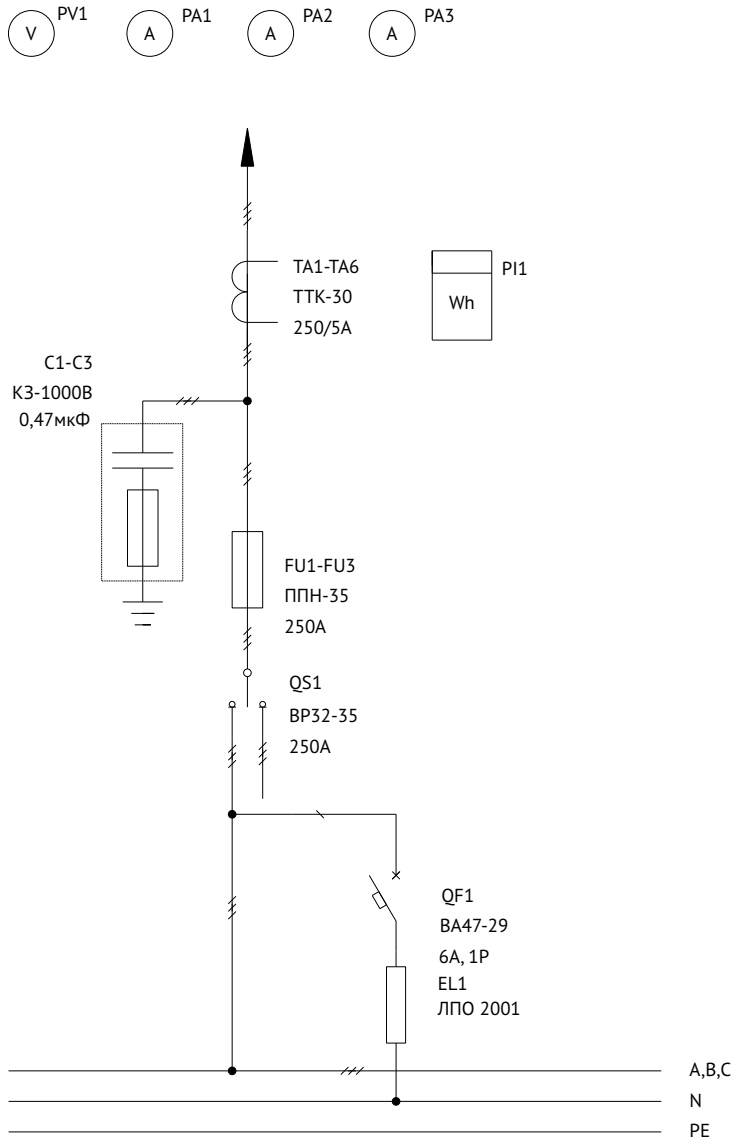 PV1
PA1
PA2
PA3
V
A
A
A
TA1-TA6
ТТК-30
250/5А
PI1
Wh
C1-C3
КЗ-1000В
0,47мкФ
FU1-FU3
ППН-35
250А
QS1
ВР32-35
250А
QF1
ВА47-29
6А, 1Р
EL1
ЛПО 2001
A,B,C
N
PE